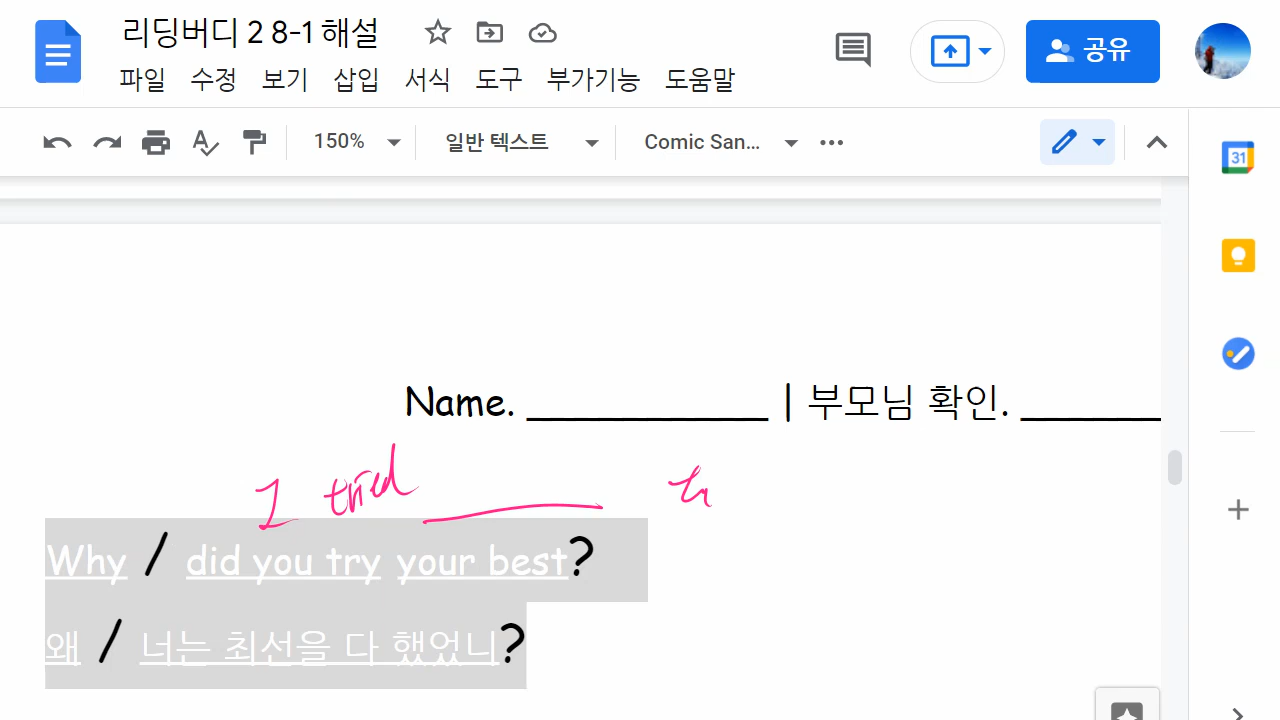 리딩버디 2 8-1 해설
파일 수정 보기 삽입 서식 도구 부가기능 도움말
공유
150% 일반 텍스트 Comic San... 
31
Name. ____________ | 부모님 확인. _______
I tried
Why / did you try your best?
왜 / 너는 최선을 다 했었니?